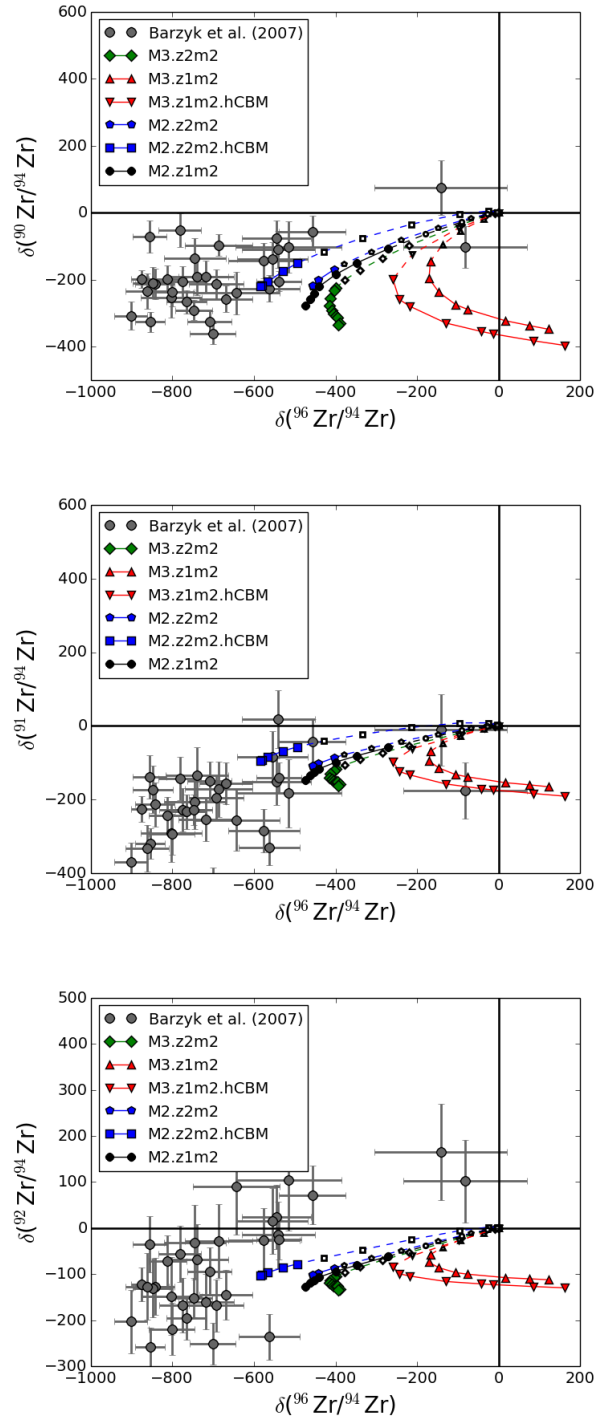 600
400
200
0
−200
−400
δ(⁹⁰Zr/⁹⁴Zr)
Barzyk et al. (2007)
M3.z2m2
M3.z1m2
M3.z1m2.hCBM
M2.z2m2
M2.z2m2.hCBM
M2.z1m2
−1000 −800 −600 −400 −200 0 200
δ(⁹⁶Zr/⁹⁴Zr)
600
400
200
0
−200
−400
δ(⁹¹Zr/⁹⁴Zr)
Barzyk et al. (2007)
M3.z2m2
M3.z1m2
M3.z1m2.hCBM
M2.z2m2
M2.z2m2.hCBM
M2.z1m2
−1000 −800 −600 −400 −200 0 200
δ(⁹⁶Zr/⁹⁴Zr)
500
400
300
200
100
0
−100
−200
−300
δ(⁹²Zr/⁹⁴Zr)
Barzyk et al. (2007)
M3.z2m2
M3.z1m2
M3.z1m2.hCBM
M2.z2m2
M2.z2m2.hCBM
M2.z1m2
−1000 −800 −600 −400 −200 0 200
δ(⁹⁶Zr/⁹⁴Zr)